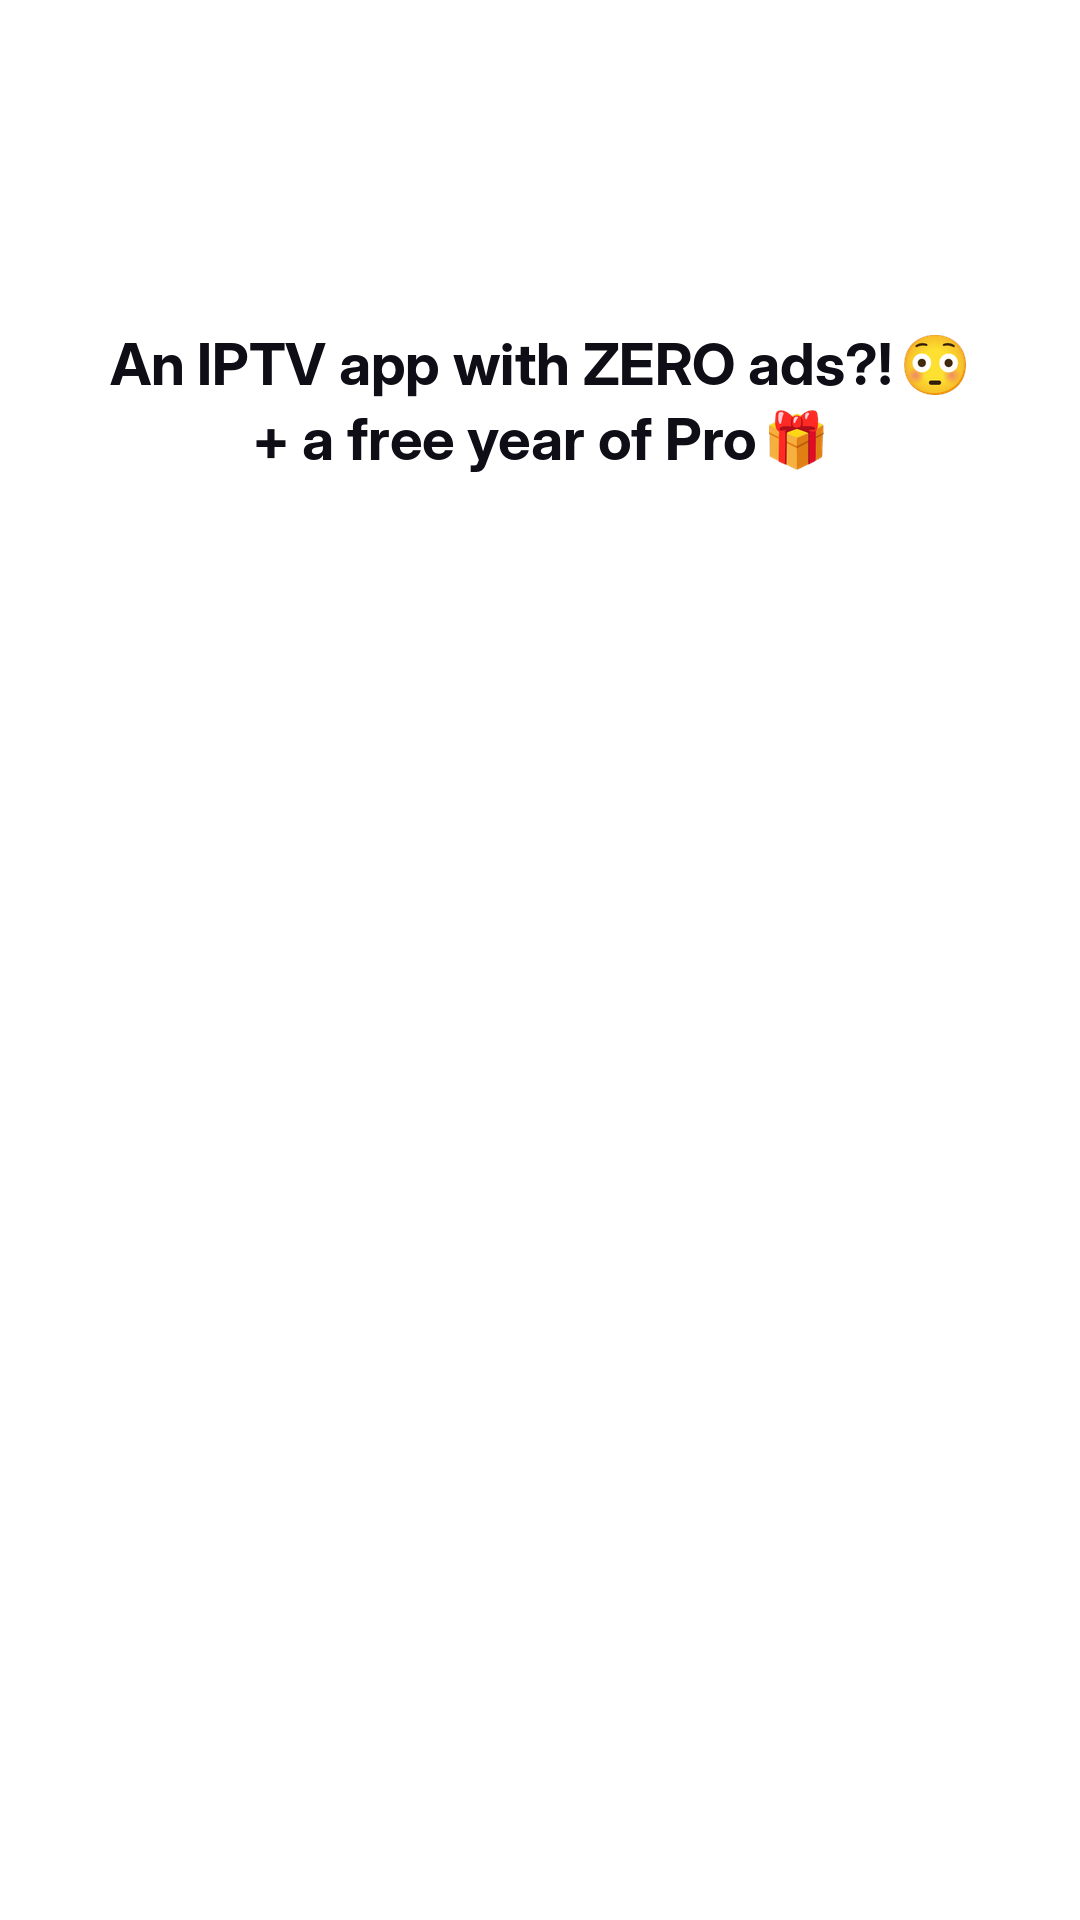 An IPTV app with ZERO ads?! 😳
+ a free year of Pro 🎁